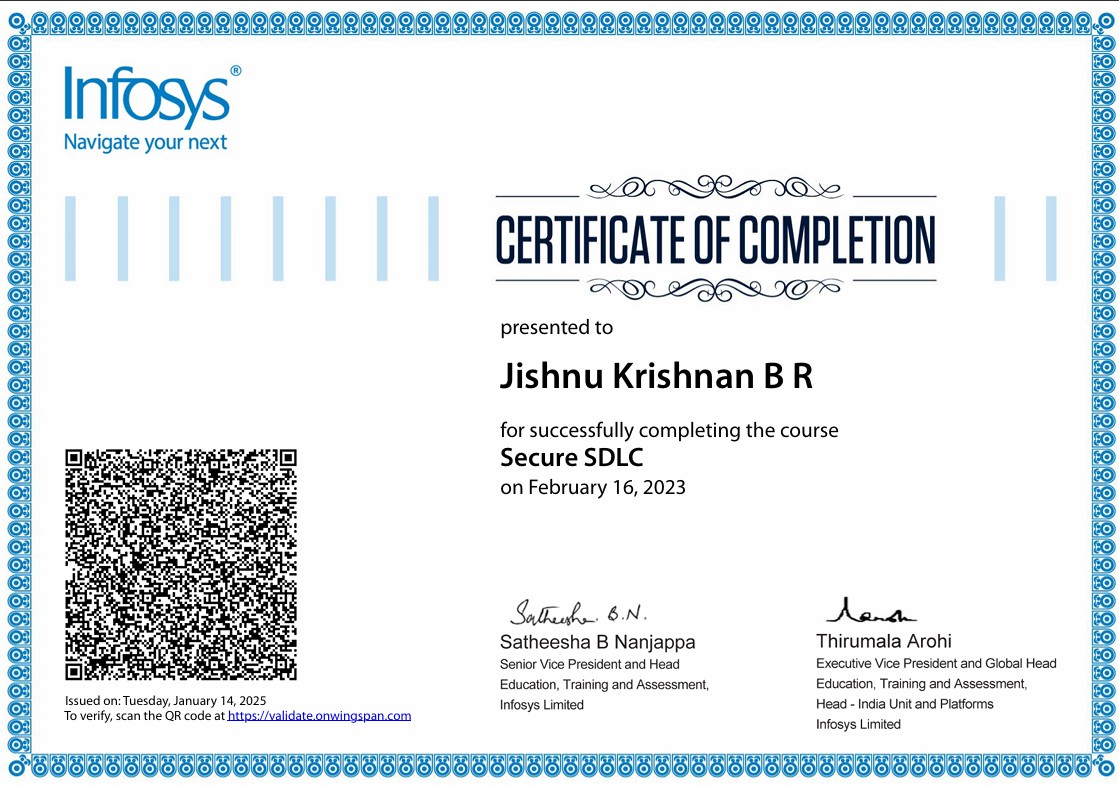 Infosys®
Navigate your next
CERTIFICATE OF COMPLETION
presented to
Jishnu Krishnan B R
for successfully completing the course
Secure SDLC
on February 16, 2023
Satheesha B.N.
Satheesha B Nanjappa
Senior Vice President and Head
Education, Training and Assessment,
Infosys Limited
Thirumala Arohi
Executive Vice President and Global Head
Education, Training and Assessment,
Head - India Unit and Platforms
Infosys Limited
Issued on: Tuesday, January 14, 2025
To verify, scan the QR code at https://validate.onwingspan.com